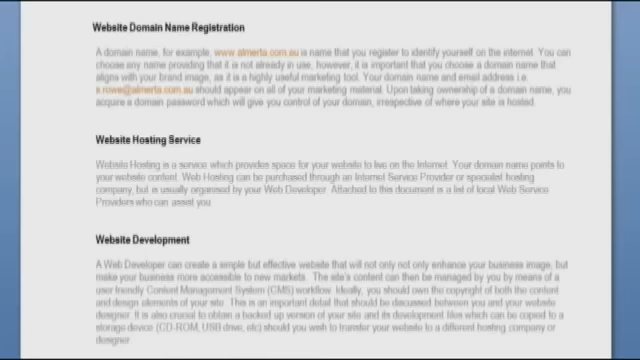 Website Domain Name Registration
A domain name, for example, www.almerta.com.au is name that you register to identify yourself on the internet. You can
choose any name providing that it is not already in use, however, it is important that you choose a domain name that
aligns with your brand image, as it is a highly useful marketing tool. Your domain name and email address i.e.
s.rowe@almerta.com.au should appear on all of your marketing material. Upon taking ownership of a domain name, you
acquire a domain password which will give you control of your domain, irrespective of where your site is hosted.
Website Hosting Service
Website Hosting is a service which provides space for your website to live on the Internet. Your domain name points to
your website content. Web Hosting can be purchased through an Internet Service Provider or specialist hosting
company, but is usually organised by your Web Developer. Attached to this document is a list of local Web Service
Providers who can assist you.
Website Development
A Web Developer can create a simple but effective website that will not only not only enhance your business image, but
make your business more accessible to new markets. The site's content can then be managed by you by means of a
user friendly Content Management System (CMS) workflow. Ideally, you should own the copyright of both the content
and design elements of your site. This is an important detail that should be discussed between you and your website
designer. It is also crucial to obtain a backed up version of your site and its development files which can be copied to a
storage device (CD-ROM, USB drive, etc) should you wish to transfer your website to a different hosting company or
designer.